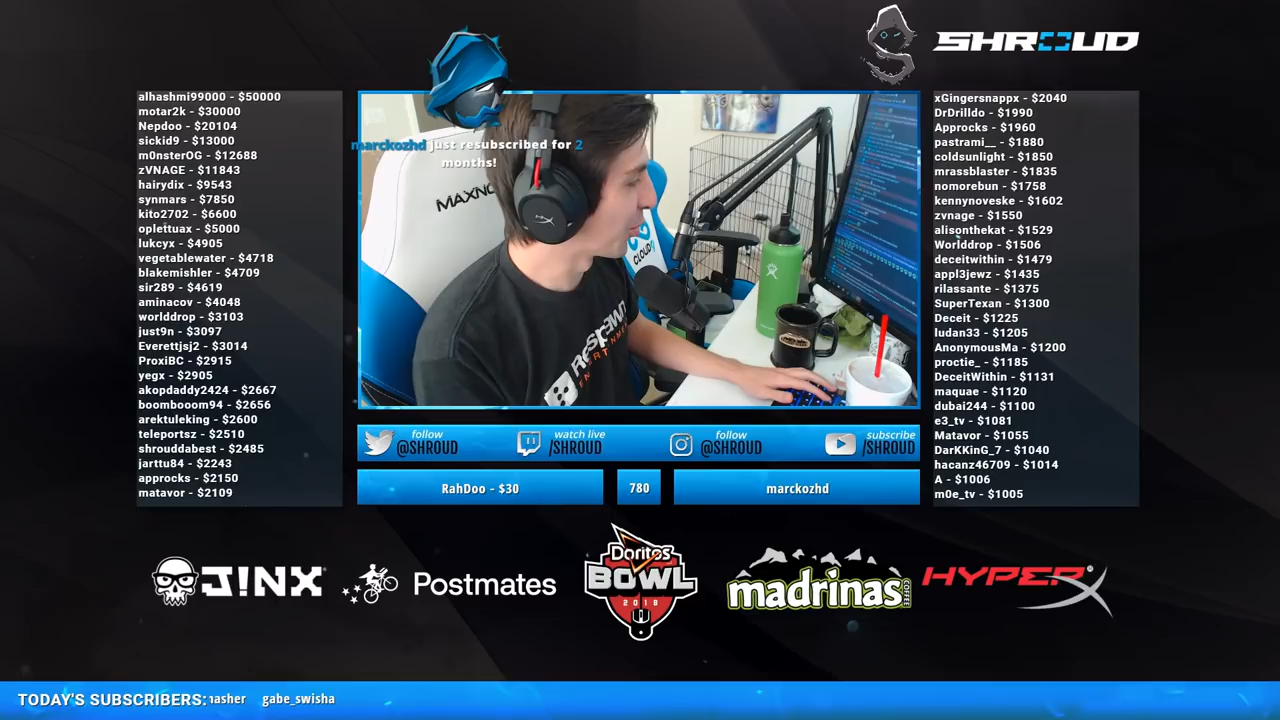 SHROUD
alhashmi99000 - $50000
motar2k - $30000
Nepdoo - $20104
sickid9 - $13000
m0nsterOG - $12688
zVNAGE - $11843
hairydix - $9543
synmars - $7850
kito2702 - $6600
oplettuax - $5000
lukcyx - $4905
vegetablewater - $4718
blakemishler - $4709
sir289 - $4619
aminacov - $4048
worlddrop - $3103
just9n - $3097
Everettjsj2 - $3014
ProxiBC - $2915
yegx - $2905
akopdaddy2424 - $2667
boombooom94 - $2656
arektuleking - $2600
teleportsz - $2510
shrouddabest - $2485
jarttu84 - $2243
approcks - $2150
matavor - $2109
marckozhd just resubscribed for 2
months!
MAXNO
CLOUD9
Respawn
xGingersnappx - $2040
DrDrilldo - $1990
Approcks - $1960
pastrami__ - $1880
coldsunlight - $1850
mrassblaster - $1835
nomorebun - $1758
kennynoveske - $1602
zvnage - $1550
alisonthekat - $1529
Worlddrop - $1506
deceitwithin - $1479
appl3jewz - $1435
rilassante - $1375
SuperTexan - $1300
Deceit - $1225
ludan33 - $1205
AnonymousMa - $1200
proctie_ - $1185
DeceitWithin - $1131
maquae - $1120
dubai244 - $1100
e3_tv - $1081
Matavor - $1055
DarKKinG_7 - $1040
hacanz46709 - $1014
A - $1006
m0e_tv - $1005
follow
@SHROUD
watch live
/SHROUD
follow
@SHROUD
subscribe
/SHROUD
RahDoo - $30
780
marckozhd
J!NX
Postmates
Doritos
BOWL
2018
madrinas
COFFEE
HYPERX
TODAY'S SUBSCRIBERS: nasher gabe_swisha